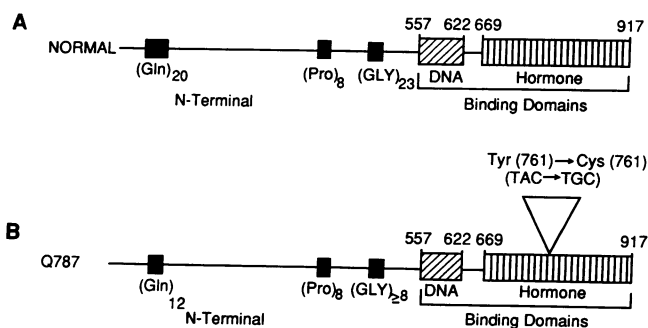 A
557 622 669 917
NORMAL
(Gln)20
(Pro)8
(GLY)23
DNA
Hormone
N-Terminal
Binding Domains
Tyr (761)→Cys (761)
(TAC→TGC)
B
557 622 669 917
Q787
(Gln)12
(Pro)8
(GLY)≥8
DNA
Hormone
N-Terminal
Binding Domains